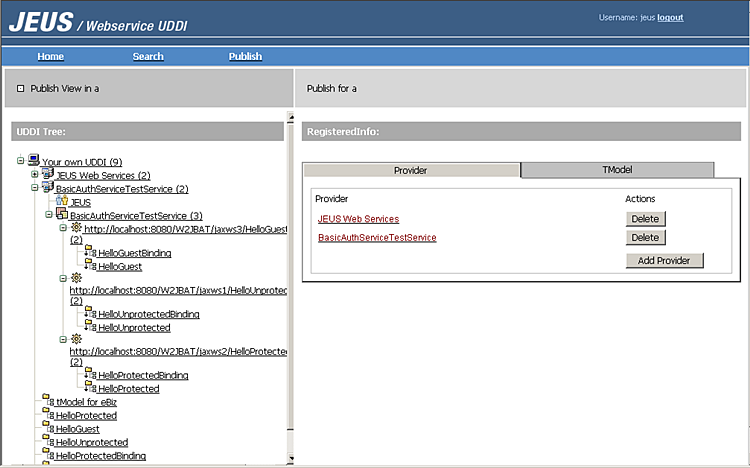 JEUS / Webservice UDDI
Username: jeus logout
Home Search Publish
Publish View in a
Publish for a
UDDI Tree:
Your own UDDI (9)
JEUS Web Services (2)
BasicAuthServiceTestService (2)
JEUS
BasicAuthServiceTestService (3)
http://localhost:8080/W2JBAT/jaxws3/HelloGuest
(2)
HelloGuestBinding
HelloGuest
http://localhost:8080/W2JBAT/jaxws1/HelloUnprotec
(2)
HelloUnprotectedBinding
HelloUnprotected
http://localhost:8080/W2JBAT/jaxws2/HelloProtected
(2)
HelloProtectedBinding
HelloProtected
tModel for eBiz
HelloProtected
HelloGuest
HelloUnprotected
HelloProtectedBinding
RegisteredInfo:
Provider TModel
Provider Actions
JEUS Web Services Delete
BasicAuthServiceTestService Delete
Add Provider